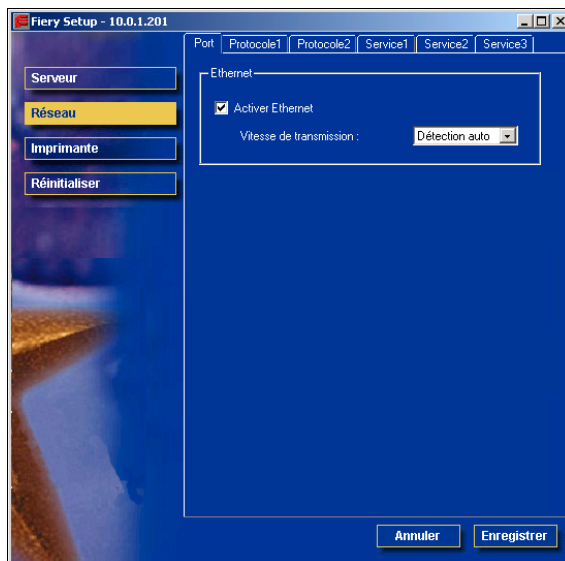 Fiery Setup - 10.0.1.201
Port Protocole1 Protocole2 Service1 Service2 Service3
Serveur
Réseau
Imprimante
Réinitialiser
Ethernet
Activer Ethernet
Vitesse de transmission : Détection auto
Annuler Enregistrer